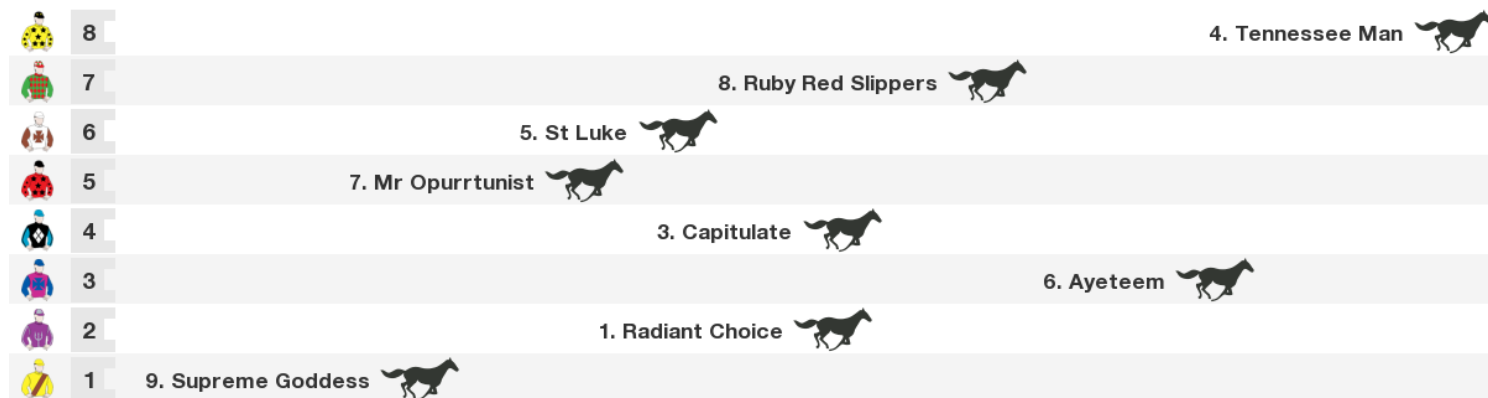 8 4. Tennessee Man
7 8. Ruby Red Slippers
6 5. St Luke
5 7. Mr Opurrtunist
4 3. Capitulate
3 6. Ayeteem
2 1. Radiant Choice
1 9. Supreme Goddess